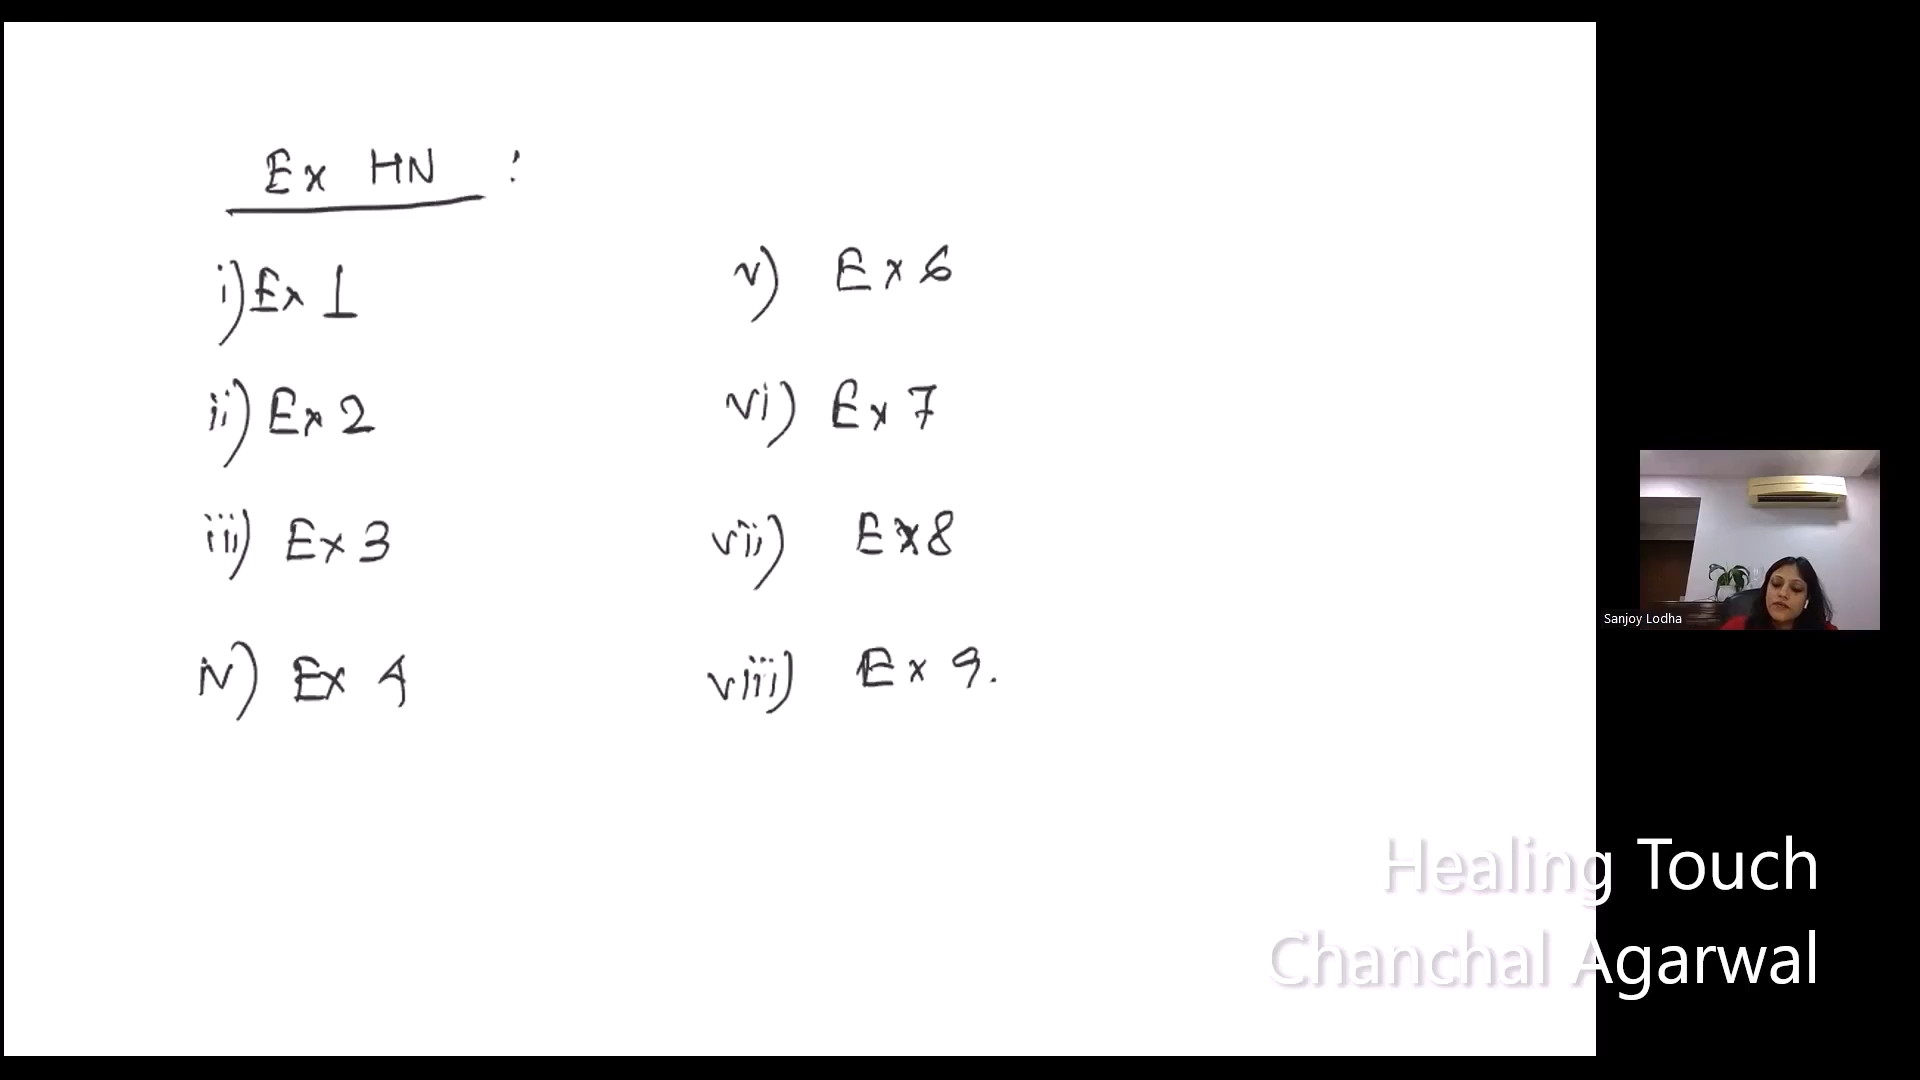 Ex HN :
i) Ex 1
ii) Ex 2
iii) Ex 3
iv) Ex 4
v) Ex 6
vi) Ex 7
vii) Ex 8
viii) Ex 9.
Sanjoy Lodha
Healing Touch
Chanchal Agarwal